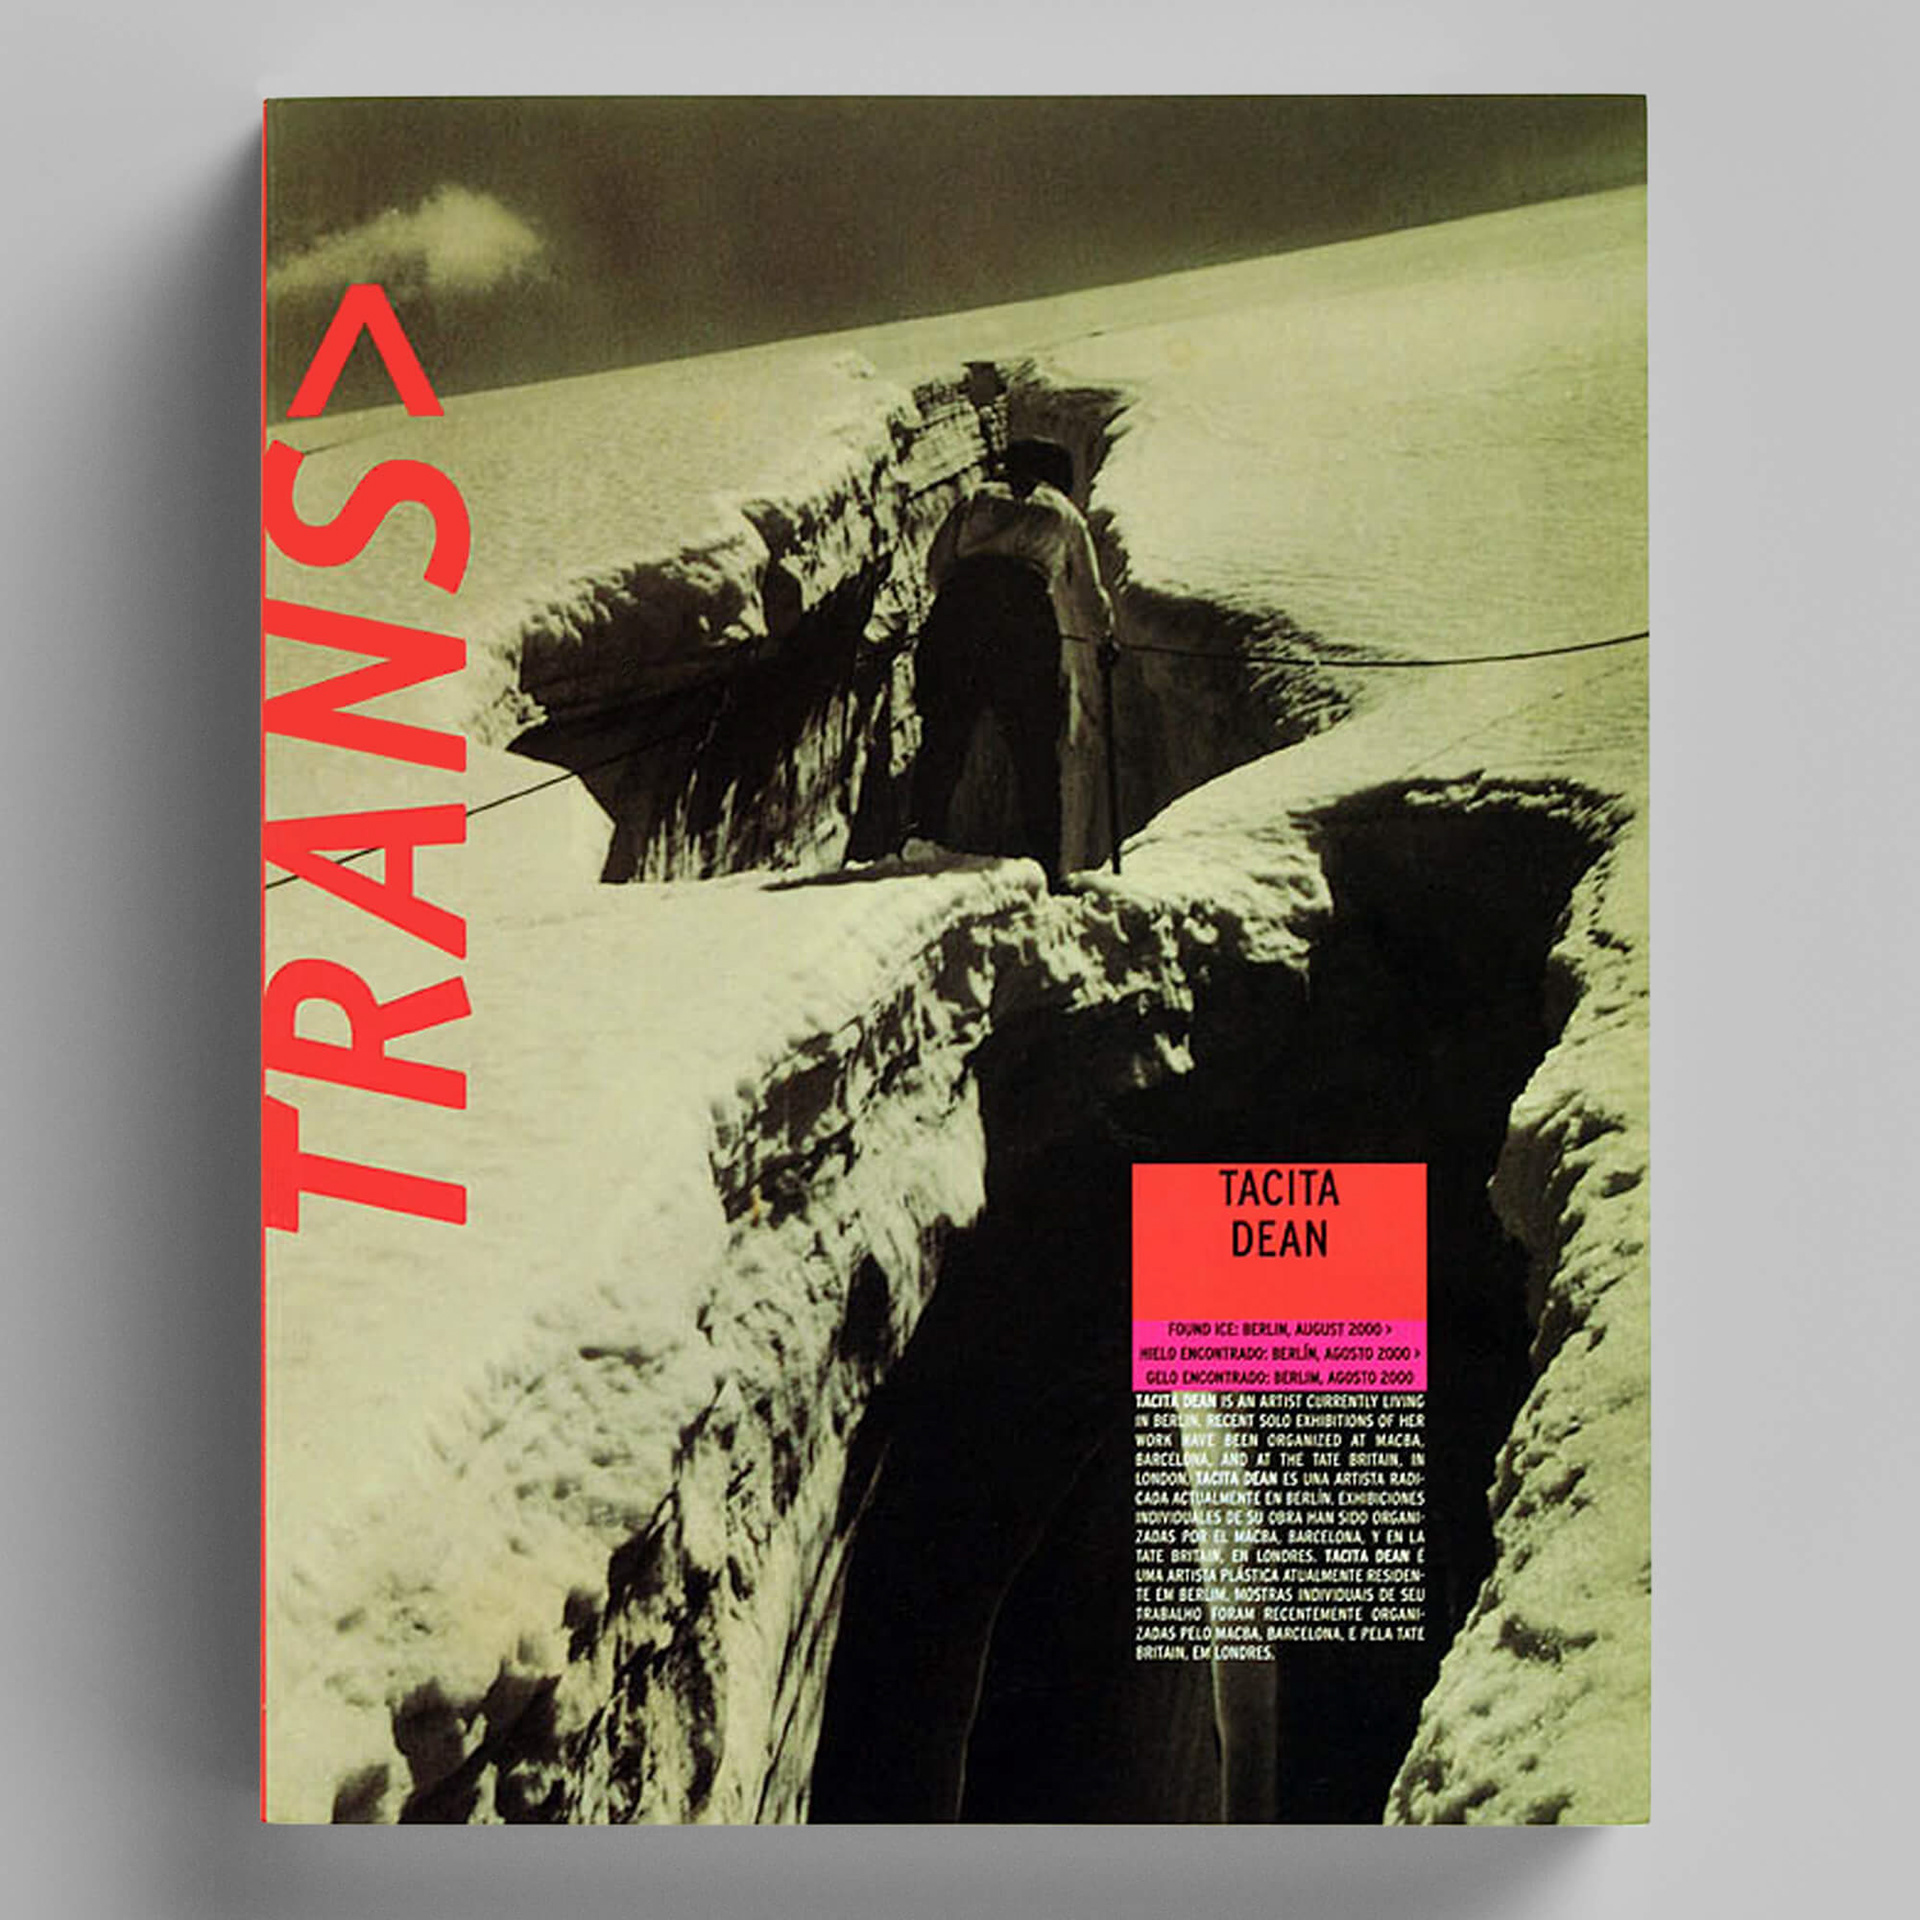 TRANS>
TACITA
DEAN
FOUND ICE: BERLIN, AUGUST 2000 >
HIELO ENCONTRADO: BERLÍN, AGOSTO 2000 >
GELO ENCONTRADO: BERLIM, AGOSTO 2000
TACITA DEAN IS AN ARTIST CURRENTLY LIVING
IN BERLIN. RECENT SOLO EXHIBITIONS OF HER
WORK HAVE BEEN ORGANIZED AT MACBA,
BARCELONA, AND AT THE TATE BRITAIN, IN
LONDON. TACITA DEAN ES UNA ARTISTA RADI-
CADA ACTUALMENTE EN BERLÍN. EXHIBICIONES
INDIVIDUALES DE SU OBRA HAN SIDO ORGANI-
ZADAS POR EL MACBA, BARCELONA, Y EN LA
TATE BRITAIN, EN LONDRES. TACITA DEAN É
UMA ARTISTA PLÁSTICA ATUALMENTE RESIDEN-
TE EM BERLIM. MOSTRAS INDIVIDUAIS DE SEU
TRABALHO FORAM RECENTEMENTE ORGANI-
ZADAS PELO MACBA, BARCELONA, E PELA TATE
BRITAIN, EM LONDRES.